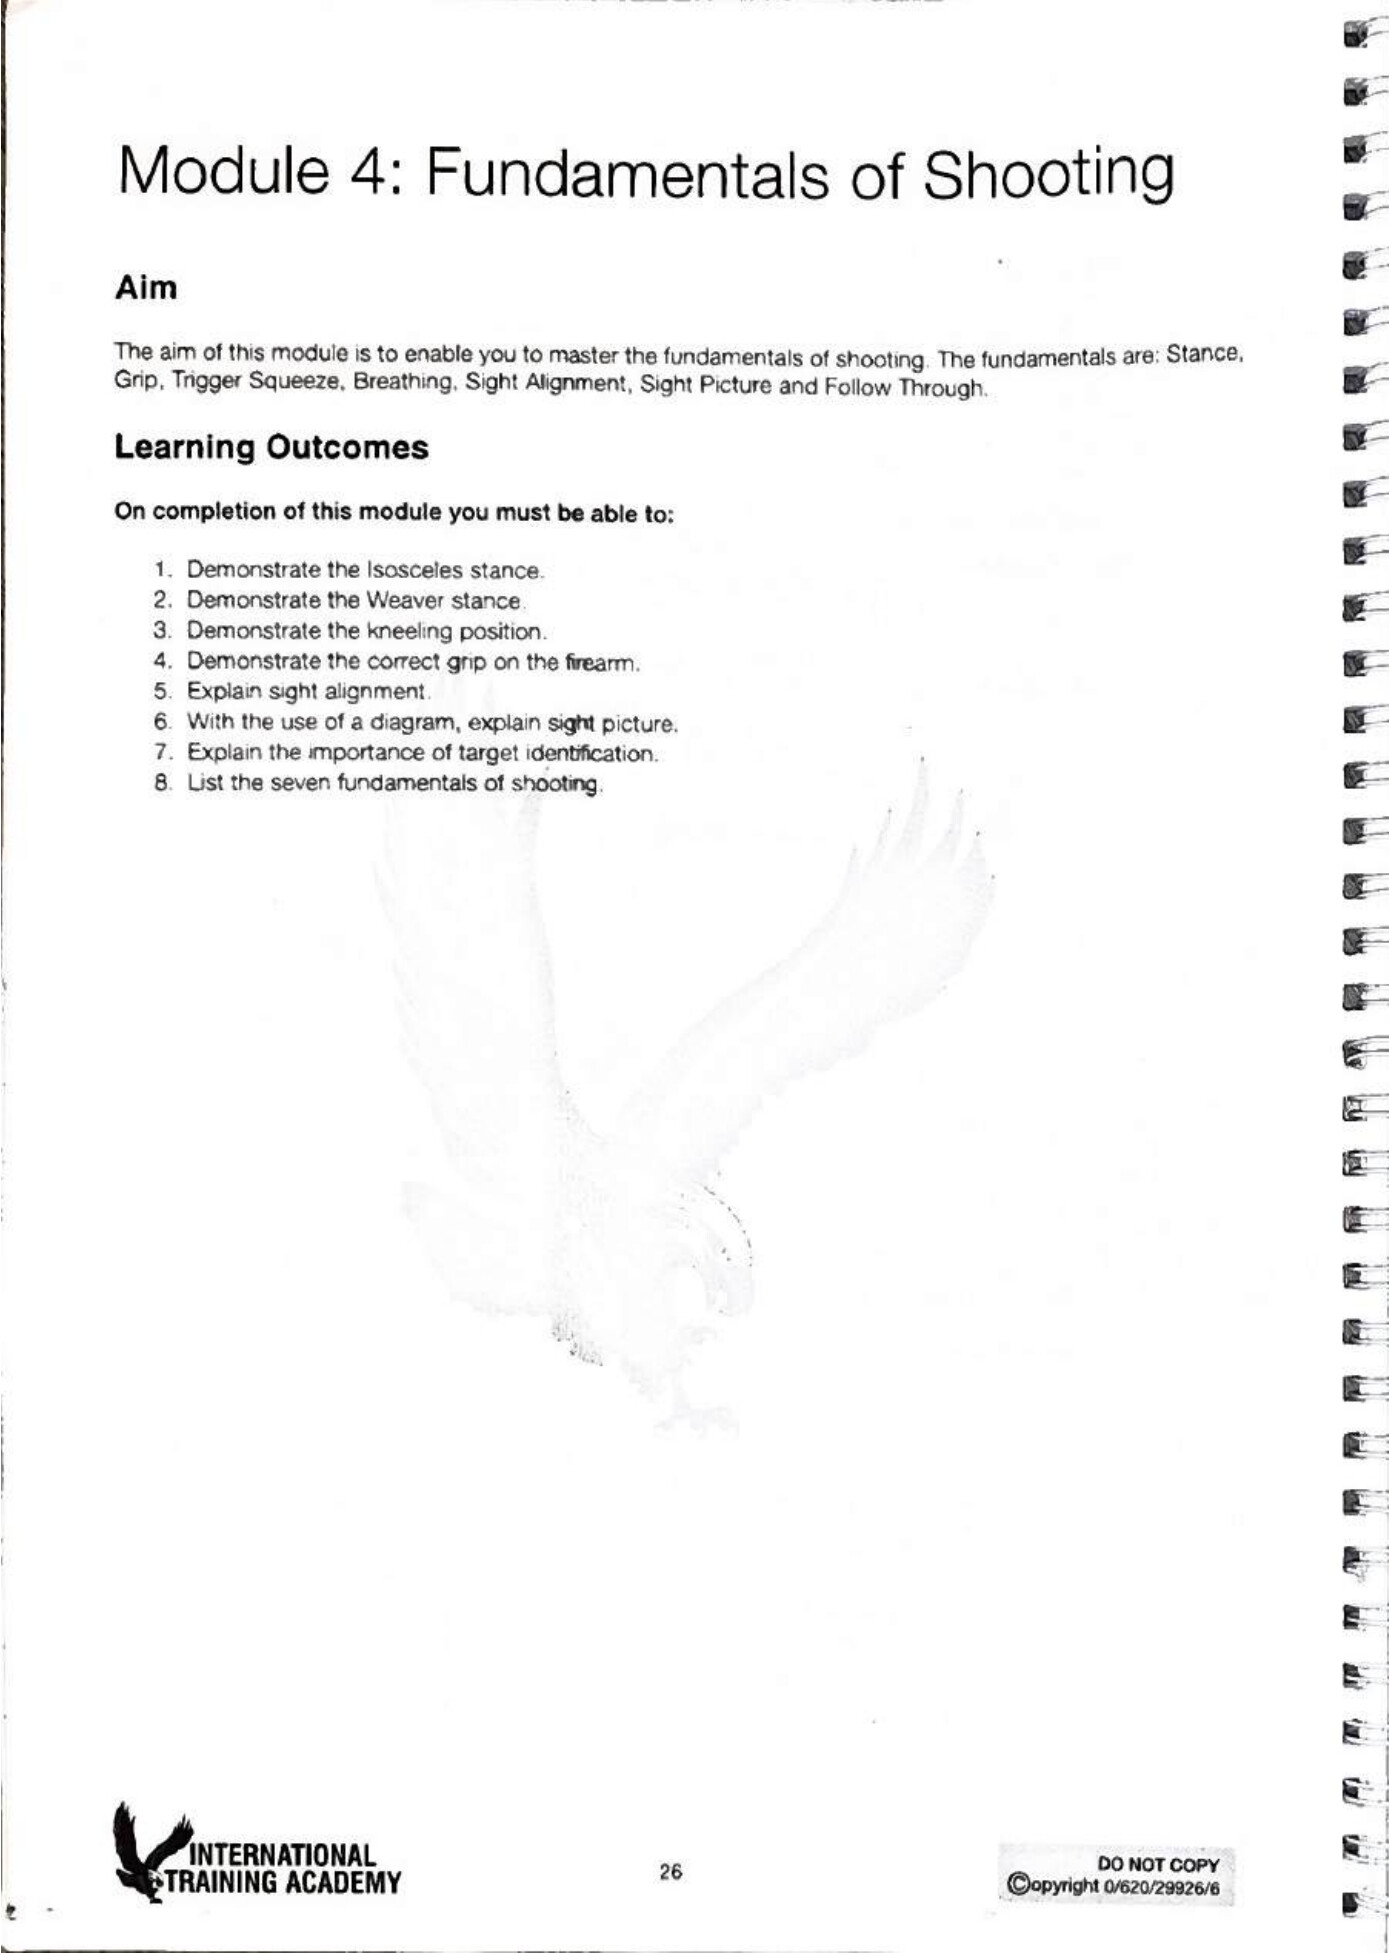 Module 4: Fundamentals of Shooting
Aim
The aim of this module is to enable you to master the fundamentals of shooting. The fundamentals are: Stance,
Grip, Trigger Squeeze, Breathing, Sight Alignment, Sight Picture and Follow Through.
Learning Outcomes
On completion of this module you must be able to:
1. Demonstrate the Isosceles stance.
2. Demonstrate the Weaver stance.
3. Demonstrate the kneeling position.
4. Demonstrate the correct grip on the firearm.
5. Explain sight alignment.
6. With the use of a diagram, explain sight picture.
7. Explain the importance of target identification.
8. List the seven fundamentals of shooting.
INTERNATIONAL
TRAINING ACADEMY
26
DO NOT COPY
©opyright 0/620/29926/6